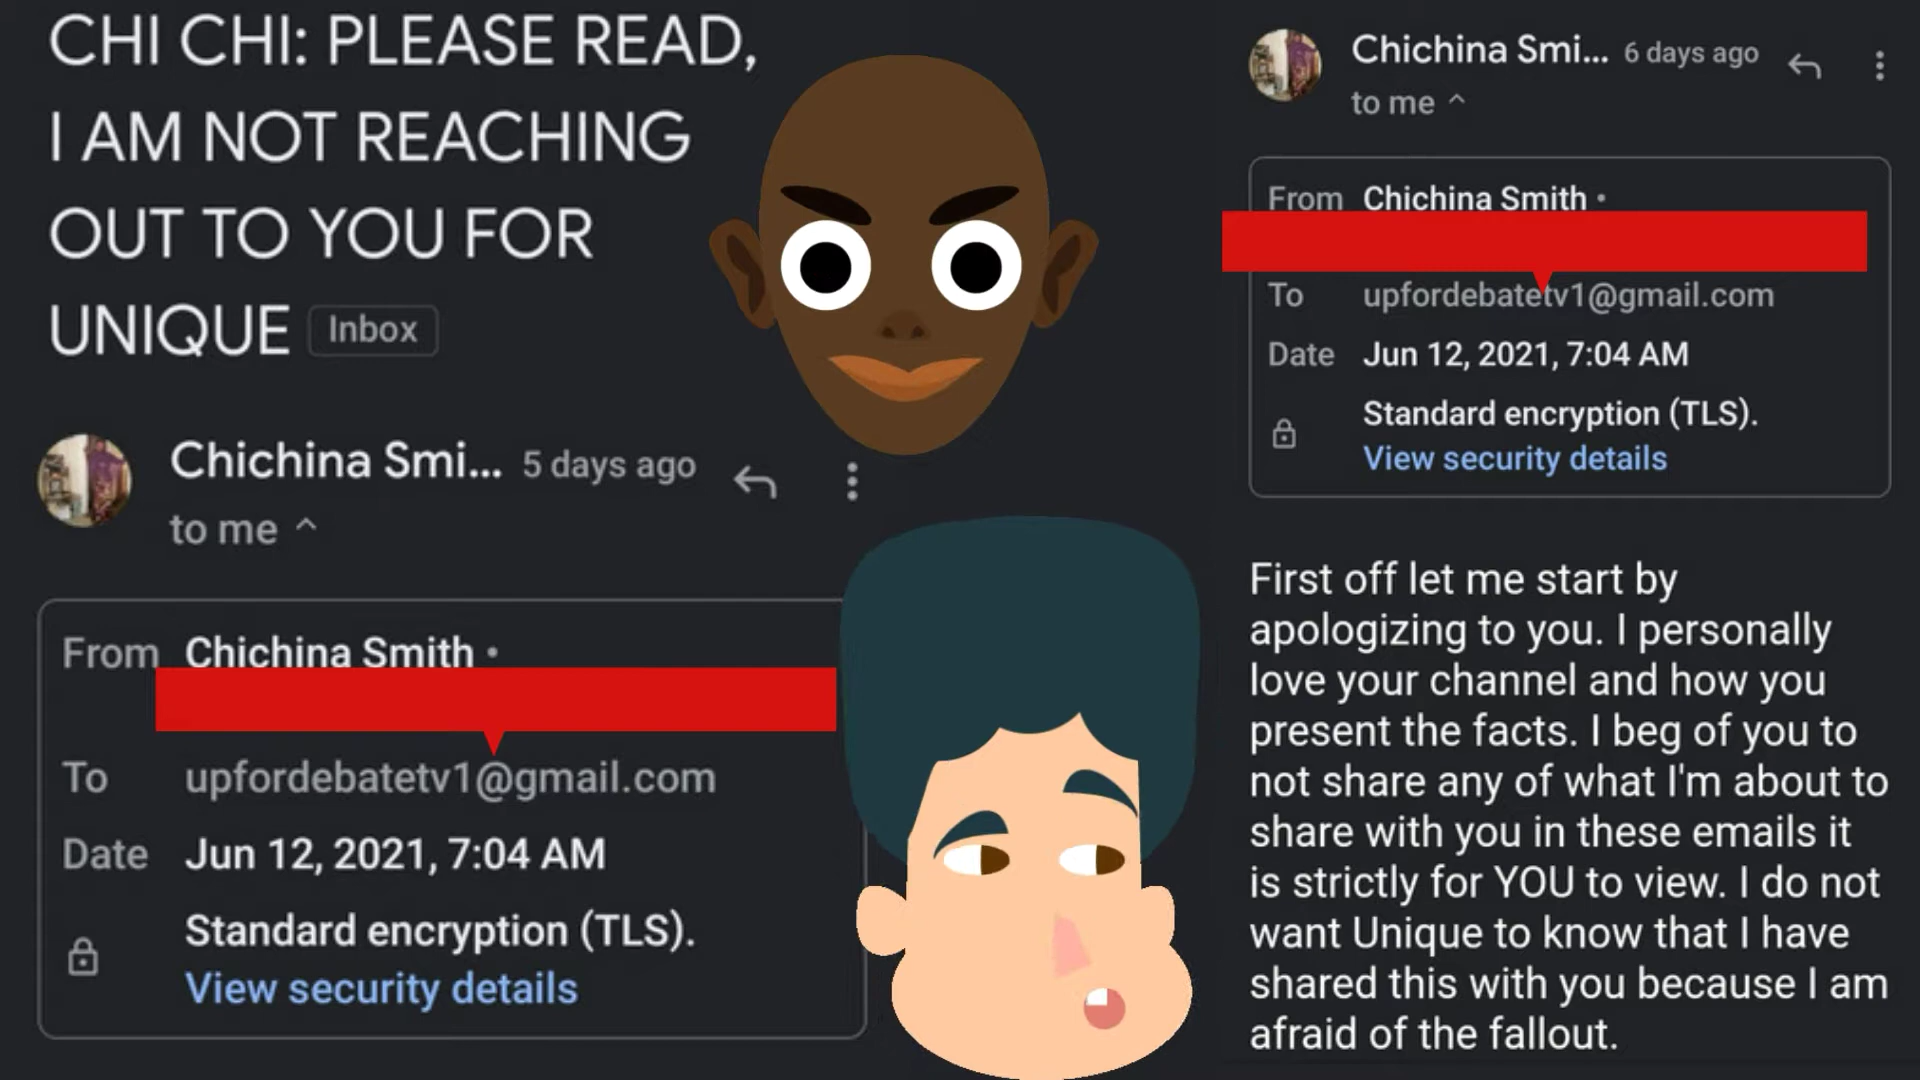 CHI CHI: PLEASE READ,
I AM NOT REACHING
OUT TO YOU FOR
UNIQUE Inbox
Chichina Smi... 5 days ago
to me
From Chichina Smith •
To upfordebatetv1@gmail.com
Date Jun 12, 2021, 7:04 AM
Standard encryption (TLS).
View security details
Chichina Smi... 6 days ago
to me
From Chichina Smith •
To upfordebatetv1@gmail.com
Date Jun 12, 2021, 7:04 AM
Standard encryption (TLS).
View security details
First off let me start by
apologizing to you. I personally
love your channel and how you
present the facts. I beg of you to
not share any of what I'm about to
share with you in these emails it
is strictly for YOU to view. I do not
want Unique to know that I have
shared this with you because I am
afraid of the fallout.